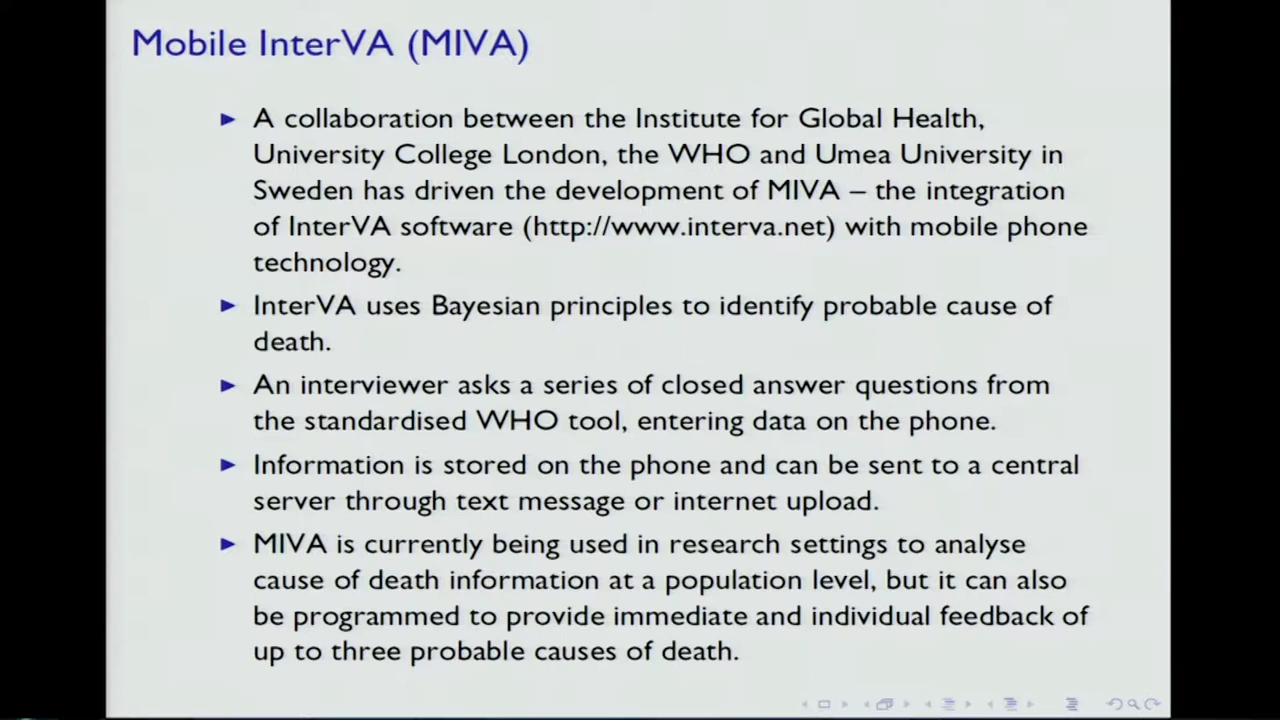 Mobile InterVA (MIVA)
A collaboration between the Institute for Global Health,
University College London, the WHO and Umea University in
Sweden has driven the development of MIVA – the integration
of InterVA software (http://www.interva.net) with mobile phone
technology.
InterVA uses Bayesian principles to identify probable cause of
death.
An interviewer asks a series of closed answer questions from
the standardised WHO tool, entering data on the phone.
Information is stored on the phone and can be sent to a central
server through text message or internet upload.
MIVA is currently being used in research settings to analyse
cause of death information at a population level, but it can also
be programmed to provide immediate and individual feedback of
up to three probable causes of death.